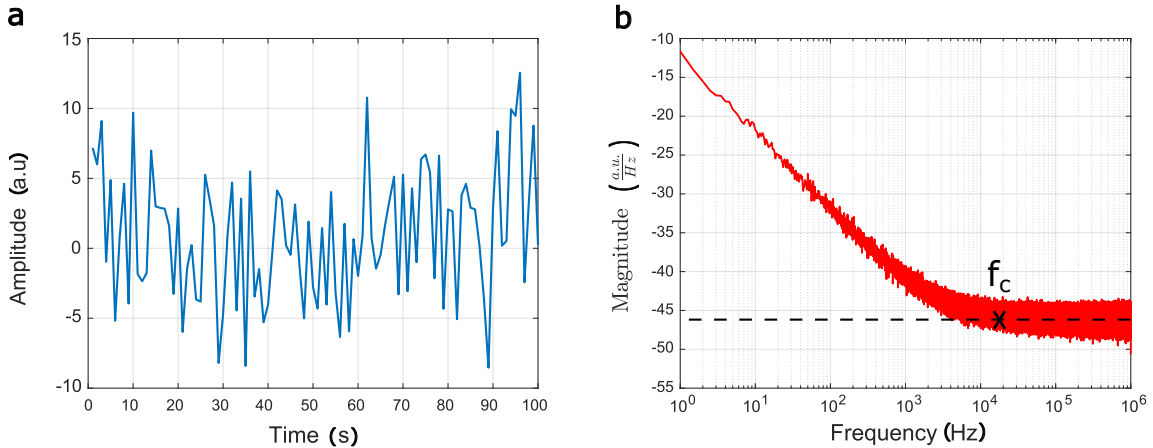 a
15
10
5
0
-5
-10
0 10 20 30 40 50 60 70 80 90 100
Amplitude (a.u)
Time (s)
b
-10
-15
-20
-25
-30
-35
-40
-45
-50
-55
10^0 10^1 10^2 10^3 10^4 10^5 10^6
Magnitude (a.u./Hz)
f_c
X
Frequency (Hz)